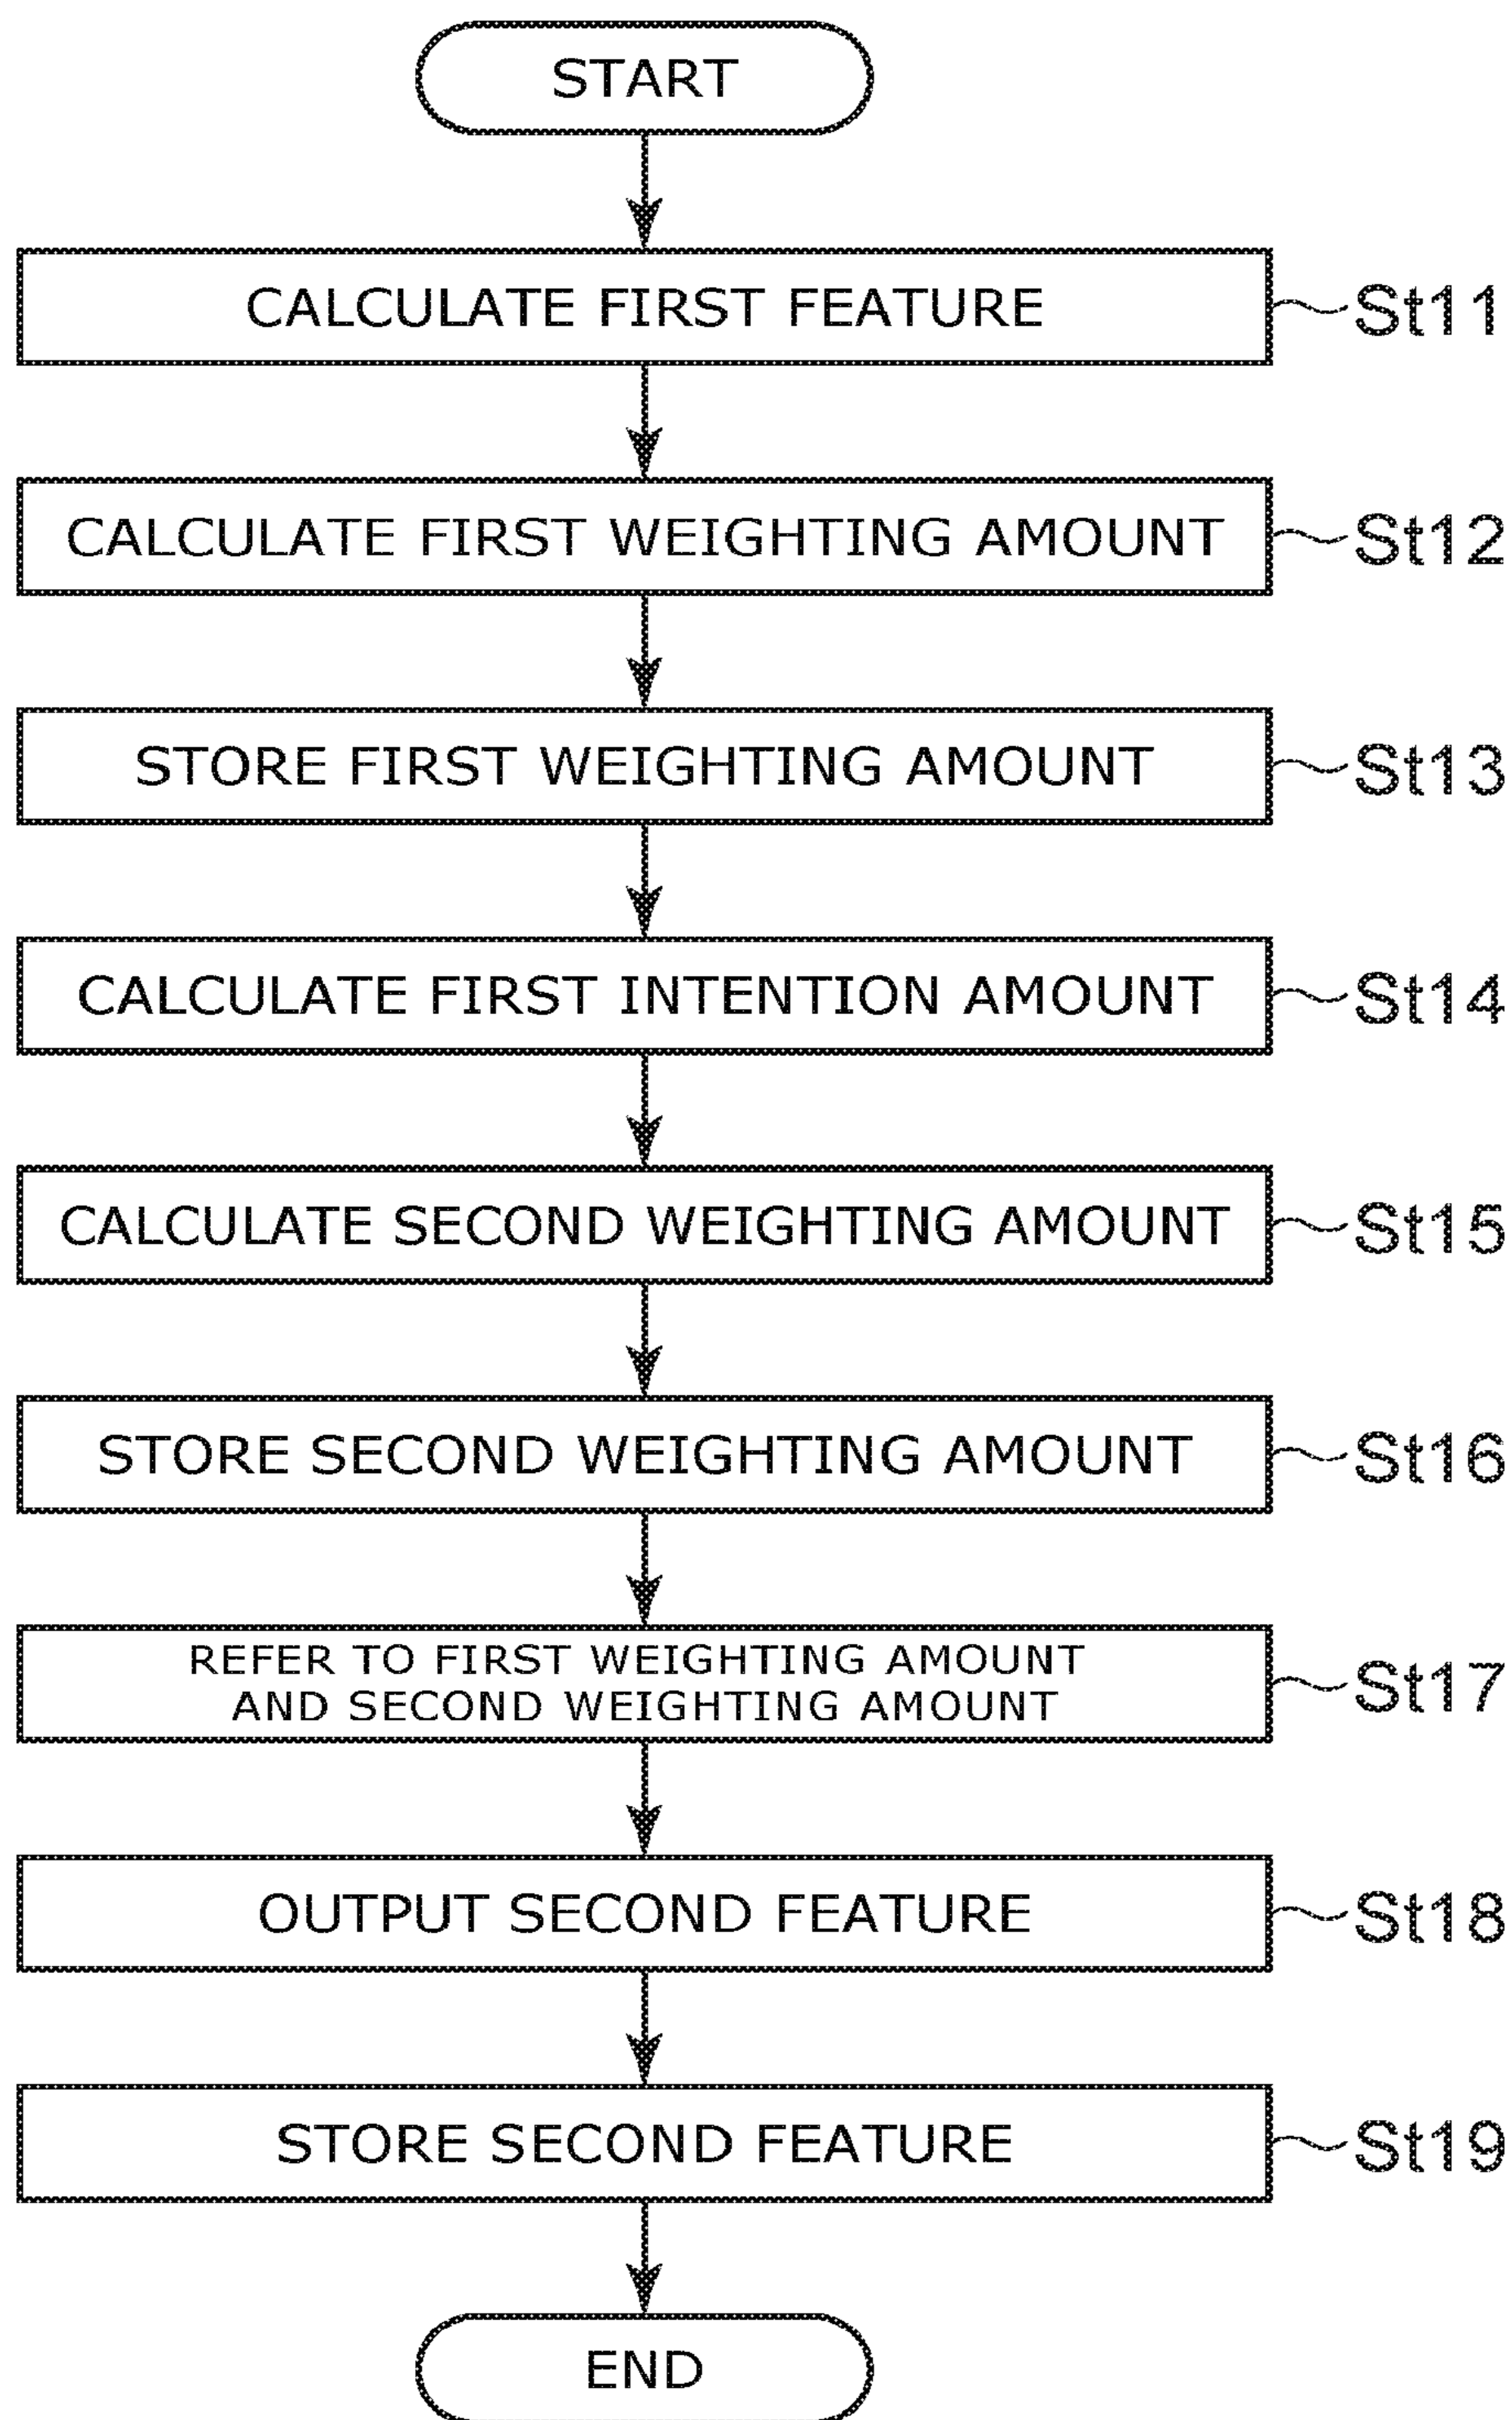 START
CALCULATE FIRST FEATURE
St11
CALCULATE FIRST WEIGHTING AMOUNT
St12
STORE FIRST WEIGHTING AMOUNT
St13
CALCULATE FIRST INTENTION AMOUNT
St14
CALCULATE SECOND WEIGHTING AMOUNT
St15
STORE SECOND WEIGHTING AMOUNT
St16
REFER TO FIRST WEIGHTING AMOUNT
AND SECOND WEIGHTING AMOUNT
St17
OUTPUT SECOND FEATURE
St18
STORE SECOND FEATURE
St19
END